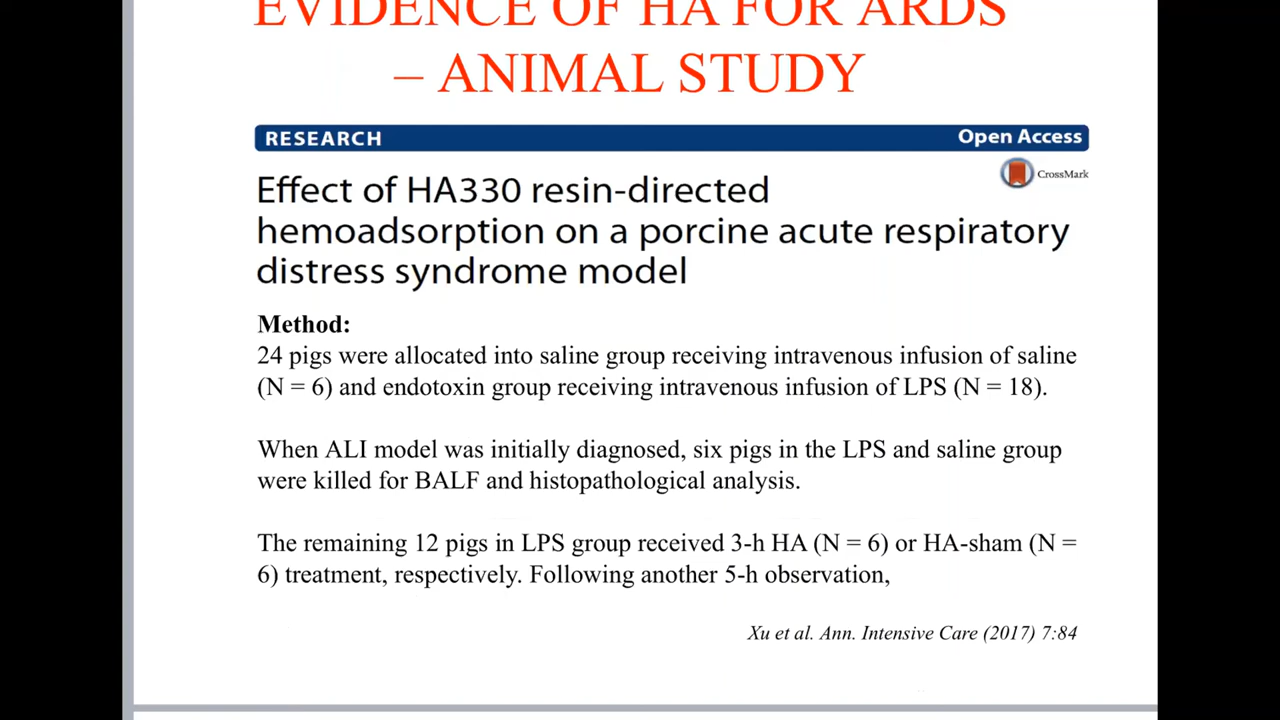 EVIDENCE OF HA FOR ARDS
– ANIMAL STUDY
RESEARCH
Open Access
CrossMark
Effect of HA330 resin-directed
hemoadsorption on a porcine acute respiratory
distress syndrome model
Method:
24 pigs were allocated into saline group receiving intravenous infusion of saline
(N = 6) and endotoxin group receiving intravenous infusion of LPS (N = 18).
When ALI model was initially diagnosed, six pigs in the LPS and saline group
were killed for BALF and histopathological analysis.
The remaining 12 pigs in LPS group received 3-h HA (N = 6) or HA-sham (N =
6) treatment, respectively. Following another 5-h observation,
Xu et al. Ann. Intensive Care (2017) 7:84